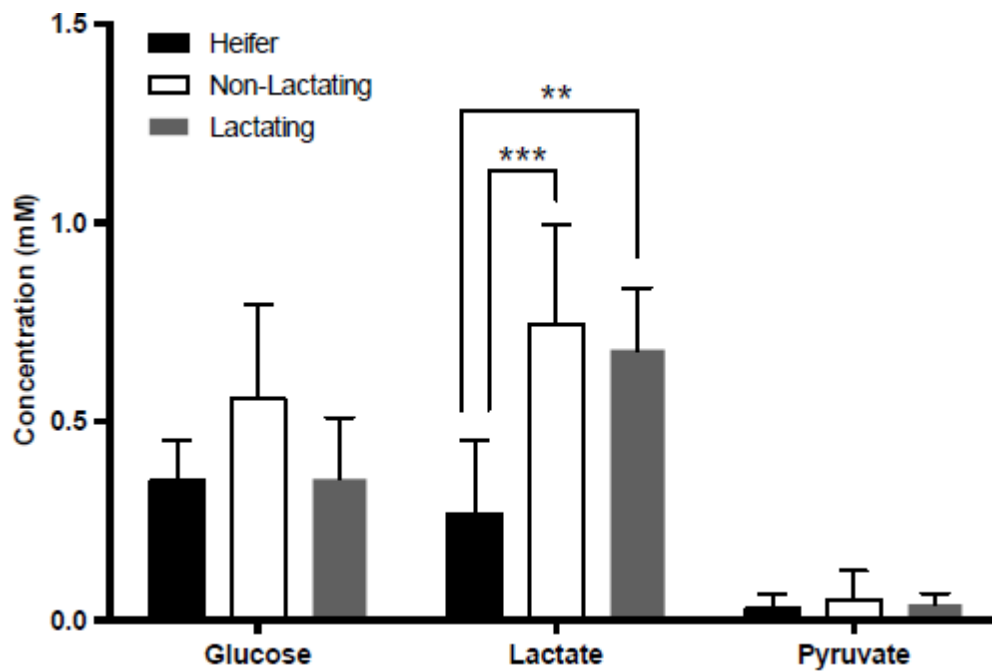 1.5
Heifer
Non-Lactating
Lactating
**
***
1.0
Concentration (mM)
0.5
0.0
Glucose Lactate Pyruvate